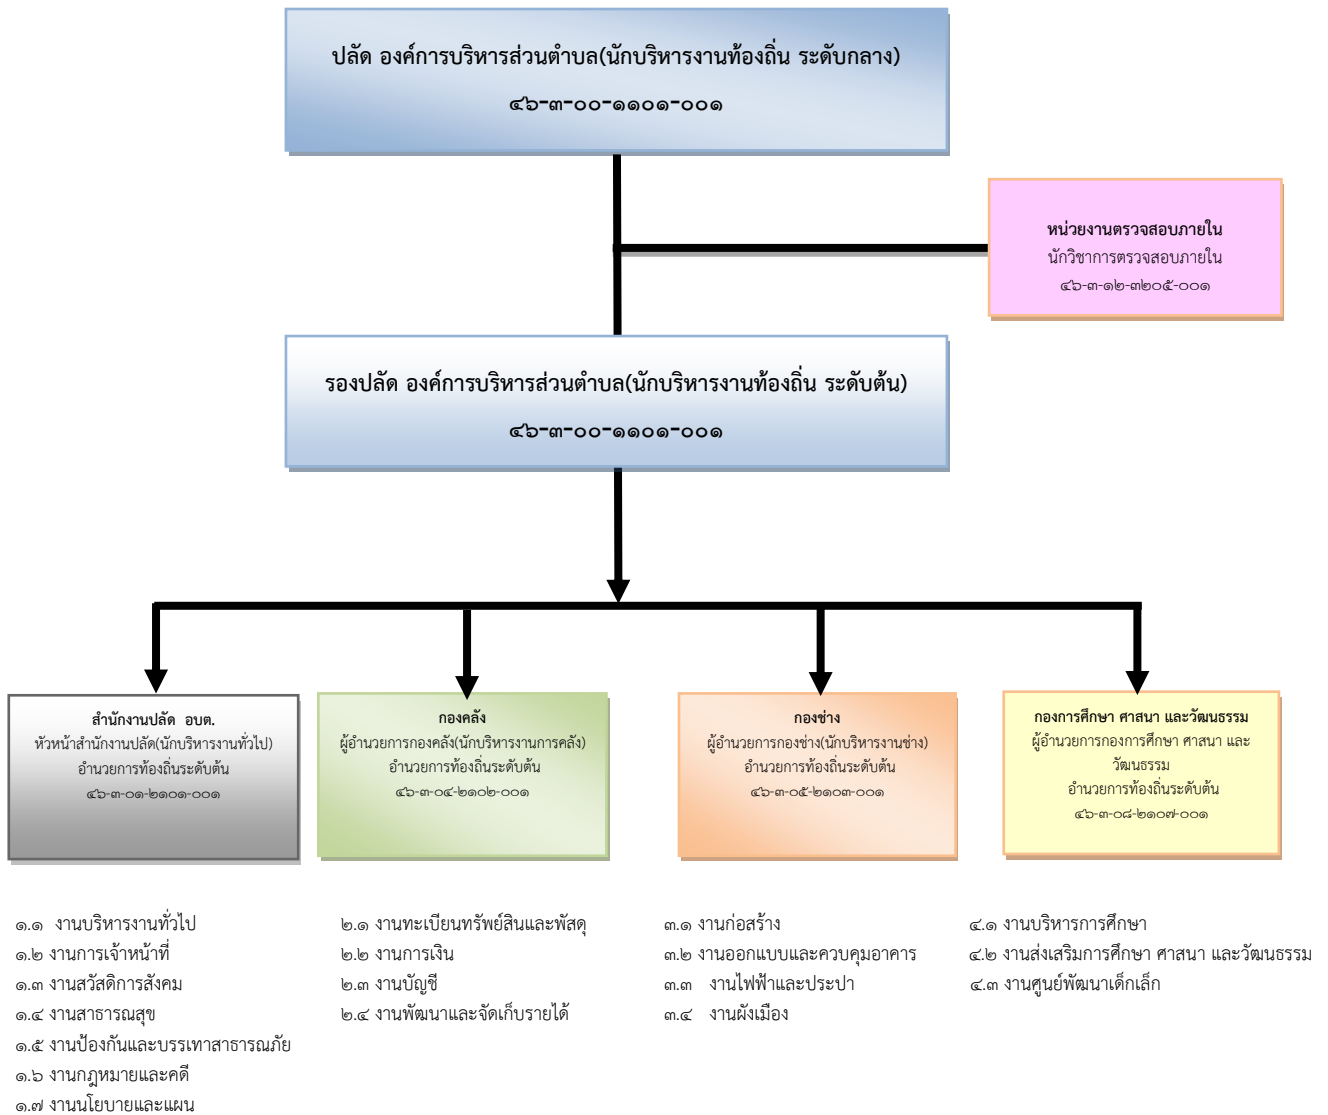 ปลัด องค์การบริหารส่วนตำบล(นักบริหารงานท้องถิ่น ระดับกลาง)
๔๖-๓-๐๐-๑๑๐๑-๐๐๑
หน่วยงานตรวจสอบภายใน
นักวิชาการตรวจสอบภายใน
๔๖-๓-๑๒-๓๒๐๕-๐๐๑
รองปลัด องค์การบริหารส่วนตำบล(นักบริหารงานท้องถิ่น ระดับต้น)
๔๖-๓-๐๐-๑๑๐๑-๐๐๑
สำนักงานปลัด อบต.
หัวหน้าสำนักงานปลัด(นักบริหารงานทั่วไป)
อำนวยการท้องถิ่นระดับต้น
๔๖-๓-๐๑-๒๑๐๑-๐๐๑
กองคลัง
ผู้อำนวยการกองคลัง(นักบริหารงานการคลัง)
อำนวยการท้องถิ่นระดับต้น
๔๖-๓-๐๔-๒๑๐๒-๐๐๑
กองช่าง
ผู้อำนวยการกองช่าง(นักบริหารงานช่าง)
อำนวยการท้องถิ่นระดับต้น
๔๖-๓-๐๕-๒๑๐๓-๐๐๑
กองการศึกษา ศาสนา และวัฒนธรรม
ผู้อำนวยการกองการศึกษา ศาสนา และ
วัฒนธรรม
อำนวยการท้องถิ่นระดับต้น
๔๖-๓-๐๘-๒๑๐๗-๐๐๑
๑.๑ งานบริหารงานทั่วไป
๑.๒ งานการเจ้าหน้าที่
๑.๓ งานสวัสดิการสังคม
๑.๔ งานสาธารณสุข
๑.๕ งานป้องกันและบรรเทาสาธารณภัย
๑.๖ งานกฎหมายและคดี
๑.๗ งานนโยบายและแผน
๒.๑ งานทะเบียนทรัพย์สินและพัสดุ
๒.๒ งานการเงิน
๒.๓ งานบัญชี
๒.๔ งานพัฒนาและจัดเก็บรายได้
๓.๑ งานก่อสร้าง
๓.๒ งานออกแบบและควบคุมอาคาร
๓.๓ งานไฟฟ้าและประปา
๓.๔ งานผังเมือง
๔.๑ งานบริหารการศึกษา
๔.๒ งานส่งเสริมการศึกษา ศาสนา และวัฒนธรรม
๔.๓ งานศูนย์พัฒนาเด็กเล็ก